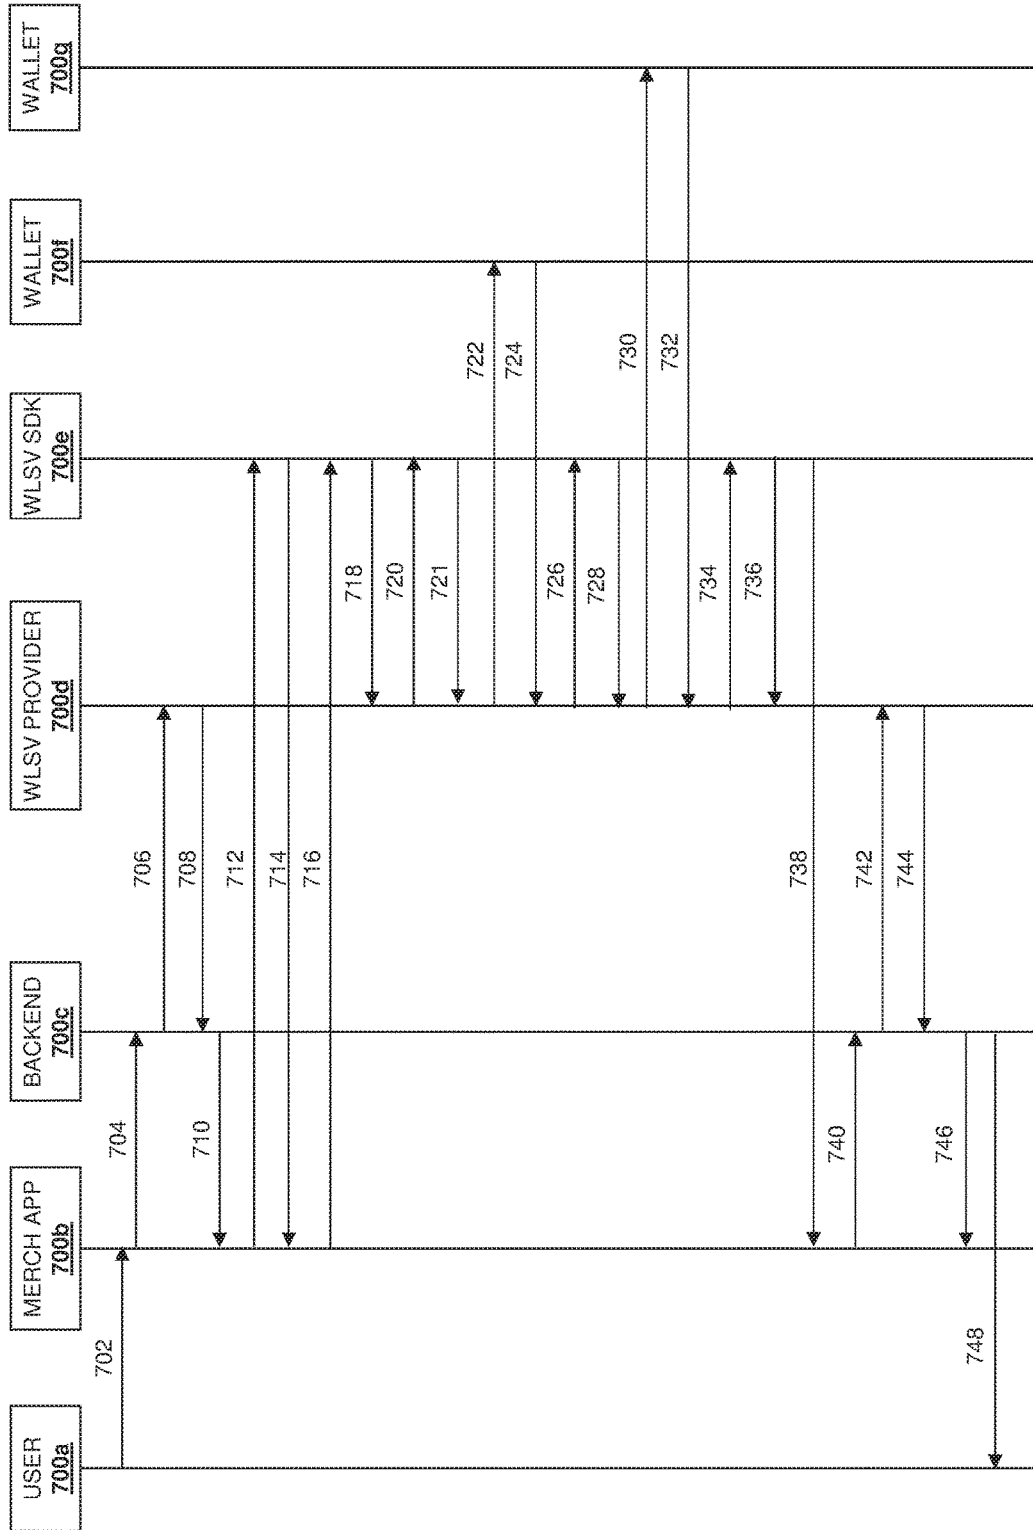 USER
700a
MERCH APP
700b
BACKEND
700c
WLSV PROVIDER
700d
WLSV SDK
700e
WALLET
700f
WALLET
700g
702
704
706
708
710
712
714
716
718
720
721
722
724
726
728
730
732
734
736
738
740
742
744
746
748